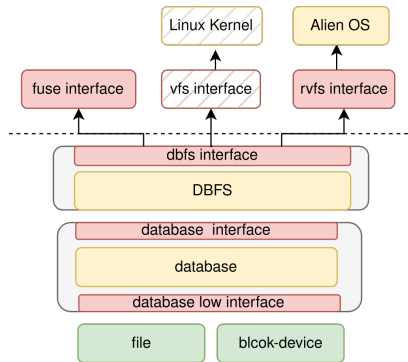 Linux Kernel
Alien OS
fuse interface
vfs interface
rvfs interface
dbfs interface
DBFS
database interface
database
database low interface
file
blcok-device